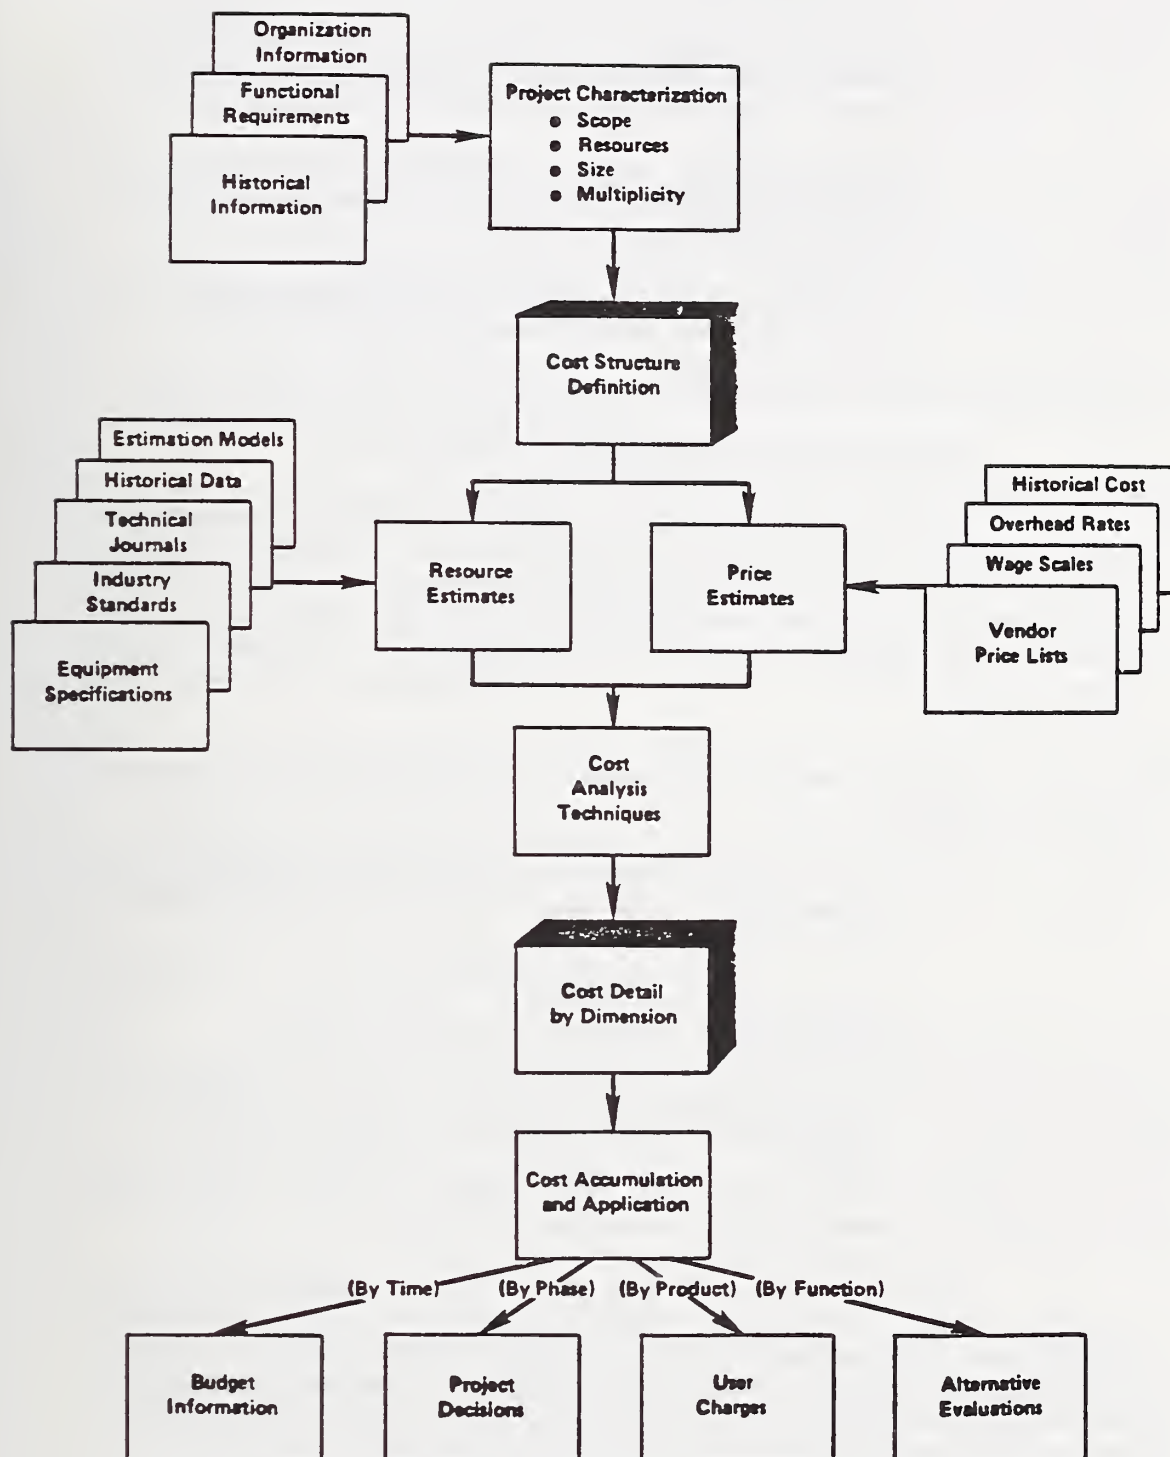 Organization
Information
Functional
Requirements
Historical
Information
Project Characterization
● Scope
● Resources
● Size
● Multiplicity
Cost Structure
Definition
Estimation Models
Historical Data
Technical
Journals
Industry
Standards
Equipment
Specifications
Resource
Estimates
Price
Estimates
Historical Cost
Overhead Rates
Wage Scales
Vendor
Price Lists
Cost
Analysis
Techniques
Cost Detail
by Dimension
Cost Accumulation
and Application
(By Time) (By Phase) (By Product) (By Function)
Budget
Information
Project
Decisions
User
Charges
Alternative
Evaluations